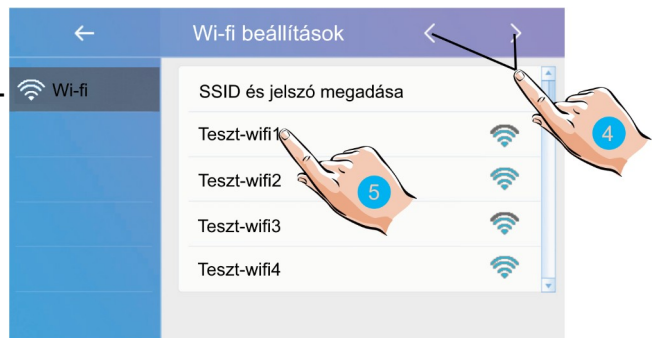 Wi-fi beállítások
Wi-fi
SSID és jelszó megadása
Teszt-wifi1
Teszt-wifi2
Teszt-wifi3
Teszt-wifi4
4
5